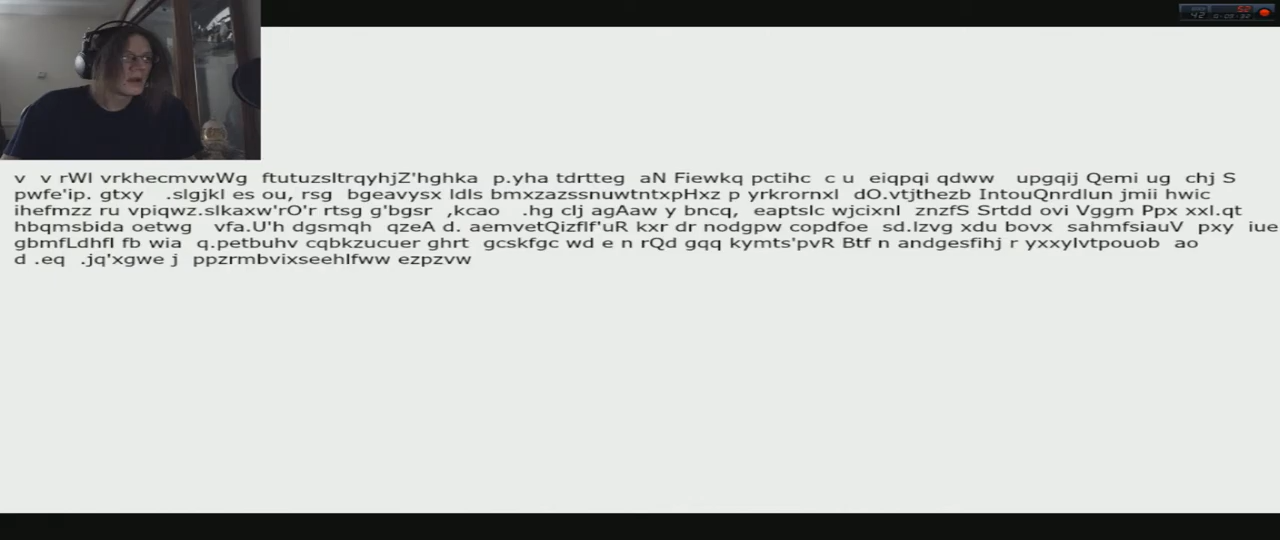 42 52
v  v rWl vrkhecmvwWg  ftutuzsltrqyhjZ'hghka  p.yha tdrtteg  aN Fiewkq pctihc  c u  eiqpqi qdww   upgqij Qemi ug  chj S
pwfe'ip. gtxy   .slgjkl es ou, rsg  bgeavysx ldls bmxzazssnuwtntxpHxz p yrkrornxl  dO.vtjthezb IntouQnrdlun jmii hwic
ihefmzz ru vpiqwz.slkaxw'rO'r rtsg g'bgsr  ,kcao   .hg clj agAaw y bncq,  eaptslc wjcixnl  znzfS Srtdd ovi Vggm Ppx xxl.qt
hbqmsbida oetwg   vfa.U'h dgsmqh  qzeA d. aemvetQizflf'uR kxr dr nodgpw copdfoe  sd.lzvg xdu bovx  sahmfsiauV  pxy  iue
gbmfLdhfl fb wia  q.petbuhv cqbkzucuer ghrt  gcskfgc wd e n rQd gqq kymts'pvR Btf n andgesfihj r yxxylvtpouob  ao
d .eq  .jq'xgwe j  ppzrmbvixseehlfww ezpzvw